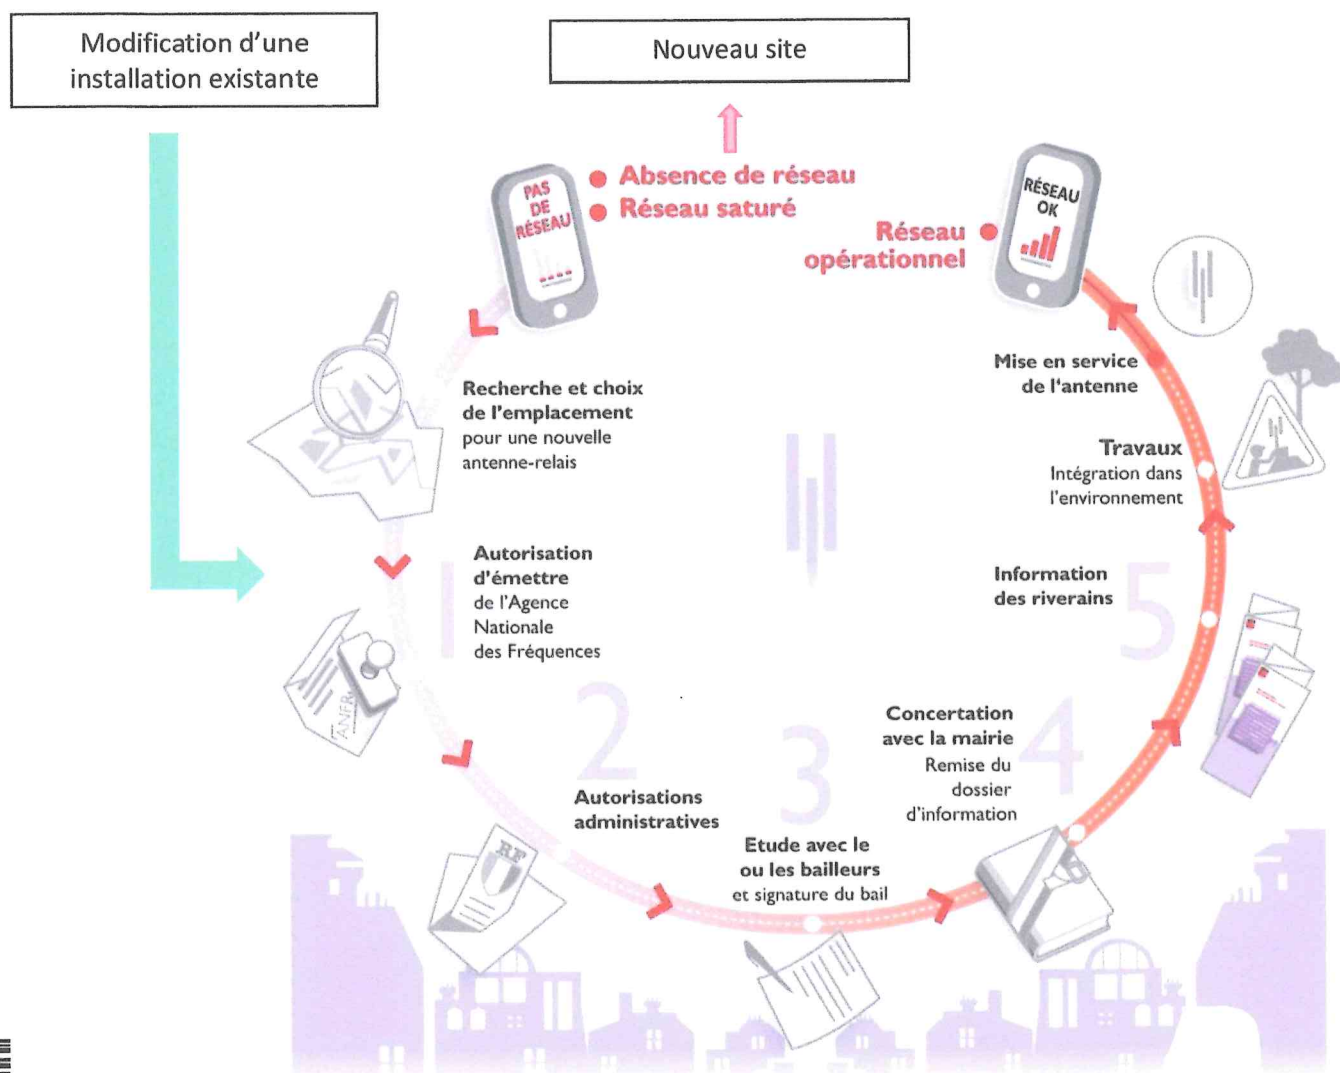 Modification d'une
installation existante
Nouveau site
PAS
DE
RÉSEAU
Absence de réseau
Réseau saturé
Réseau
opérationnel
RÉSEAU
OK
Recherche et choix
de l'emplacement
pour une nouvelle
antenne-relais
1
Autorisation
d'émettre
de l'Agence
Nationale
des Fréquences
ANFR
2
Autorisations
administratives
RF
3
Etude avec le
ou les bailleurs
et signature du bail
4
Concertation
avec la mairie
Remise du
dossier
d'information
5
Information
des riverains
Travaux
Intégration dans
l'environnement
Mise en service
de l'antenne